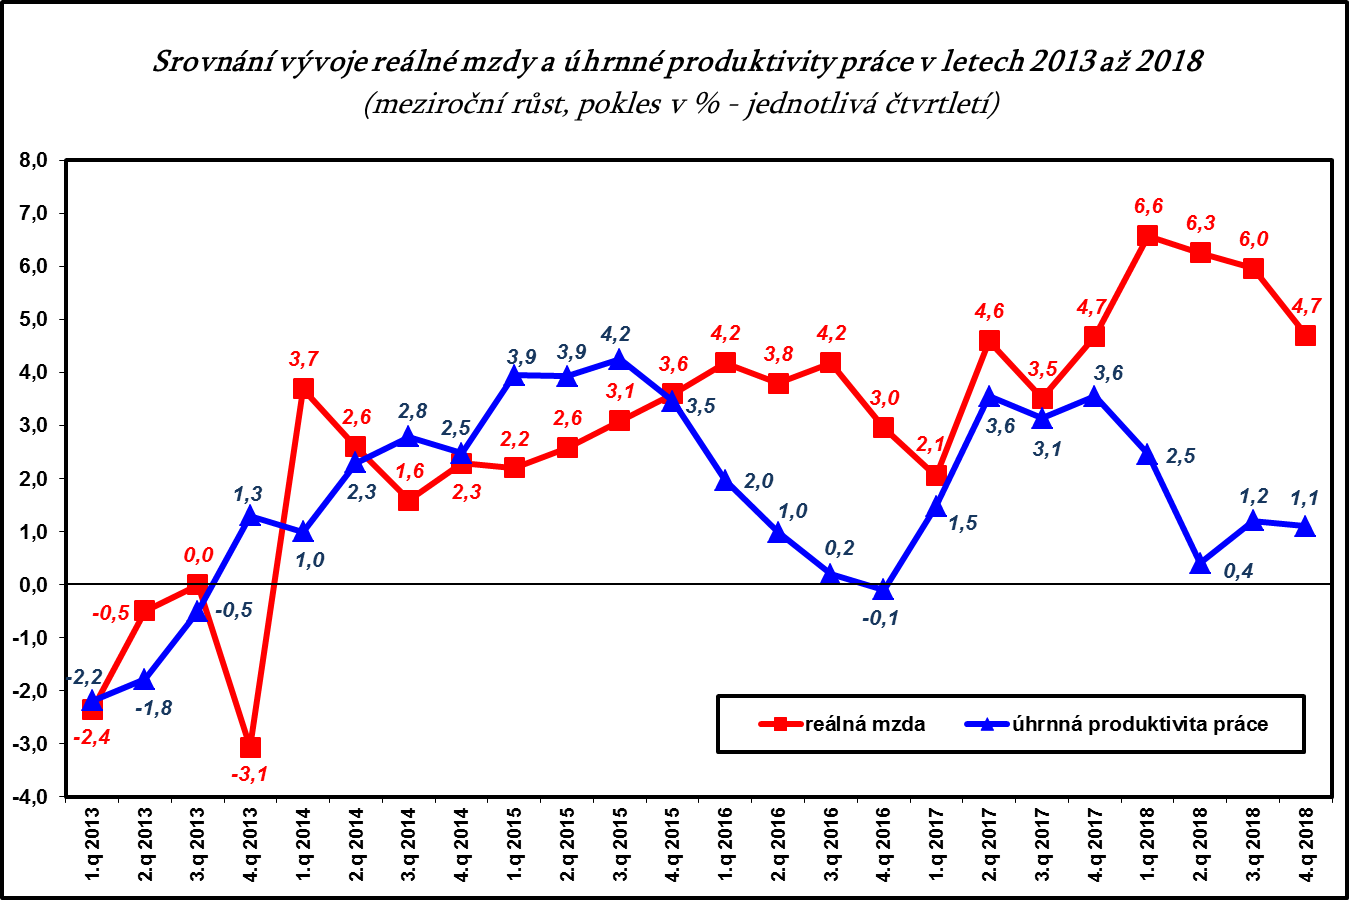 Srovnání vývoje reálné mzdy a úhrnné produktivity práce v letech 2013 až 2018
(meziroční růst, pokles v % - jednotlivá čtvrtletí)
8,0
7,0
6,0
5,0
4,0
3,0
2,0
1,0
0,0
-1,0
-2,0
-3,0
-4,0
-2,4
-0,5
0,0
-3,1
3,7
2,6
1,6
2,3
2,2
2,6
3,1
3,6
4,2
3,8
4,2
3,0
2,1
4,6
3,5
4,7
6,6
6,3
6,0
4,7
-2,2
-1,8
-0,5
1,3
1,0
2,3
2,8
2,5
3,9
3,9
4,2
3,5
2,0
1,0
0,2
-0,1
1,5
3,6
3,1
3,6
2,5
0,4
1,2
1,1
reálná mzda
úhrnná produktivita práce
1.q 2013
2.q 2013
3.q 2013
4.q 2013
1.q 2014
2.q 2014
3.q 2014
4.q 2014
1.q 2015
2.q 2015
3.q 2015
4.q 2015
1.q 2016
2.q 2016
3.q 2016
4.q 2016
1.q 2017
2.q 2017
3.q 2017
4.q 2017
1.q 2018
2.q 2018
3.q 2018
4.q 2018